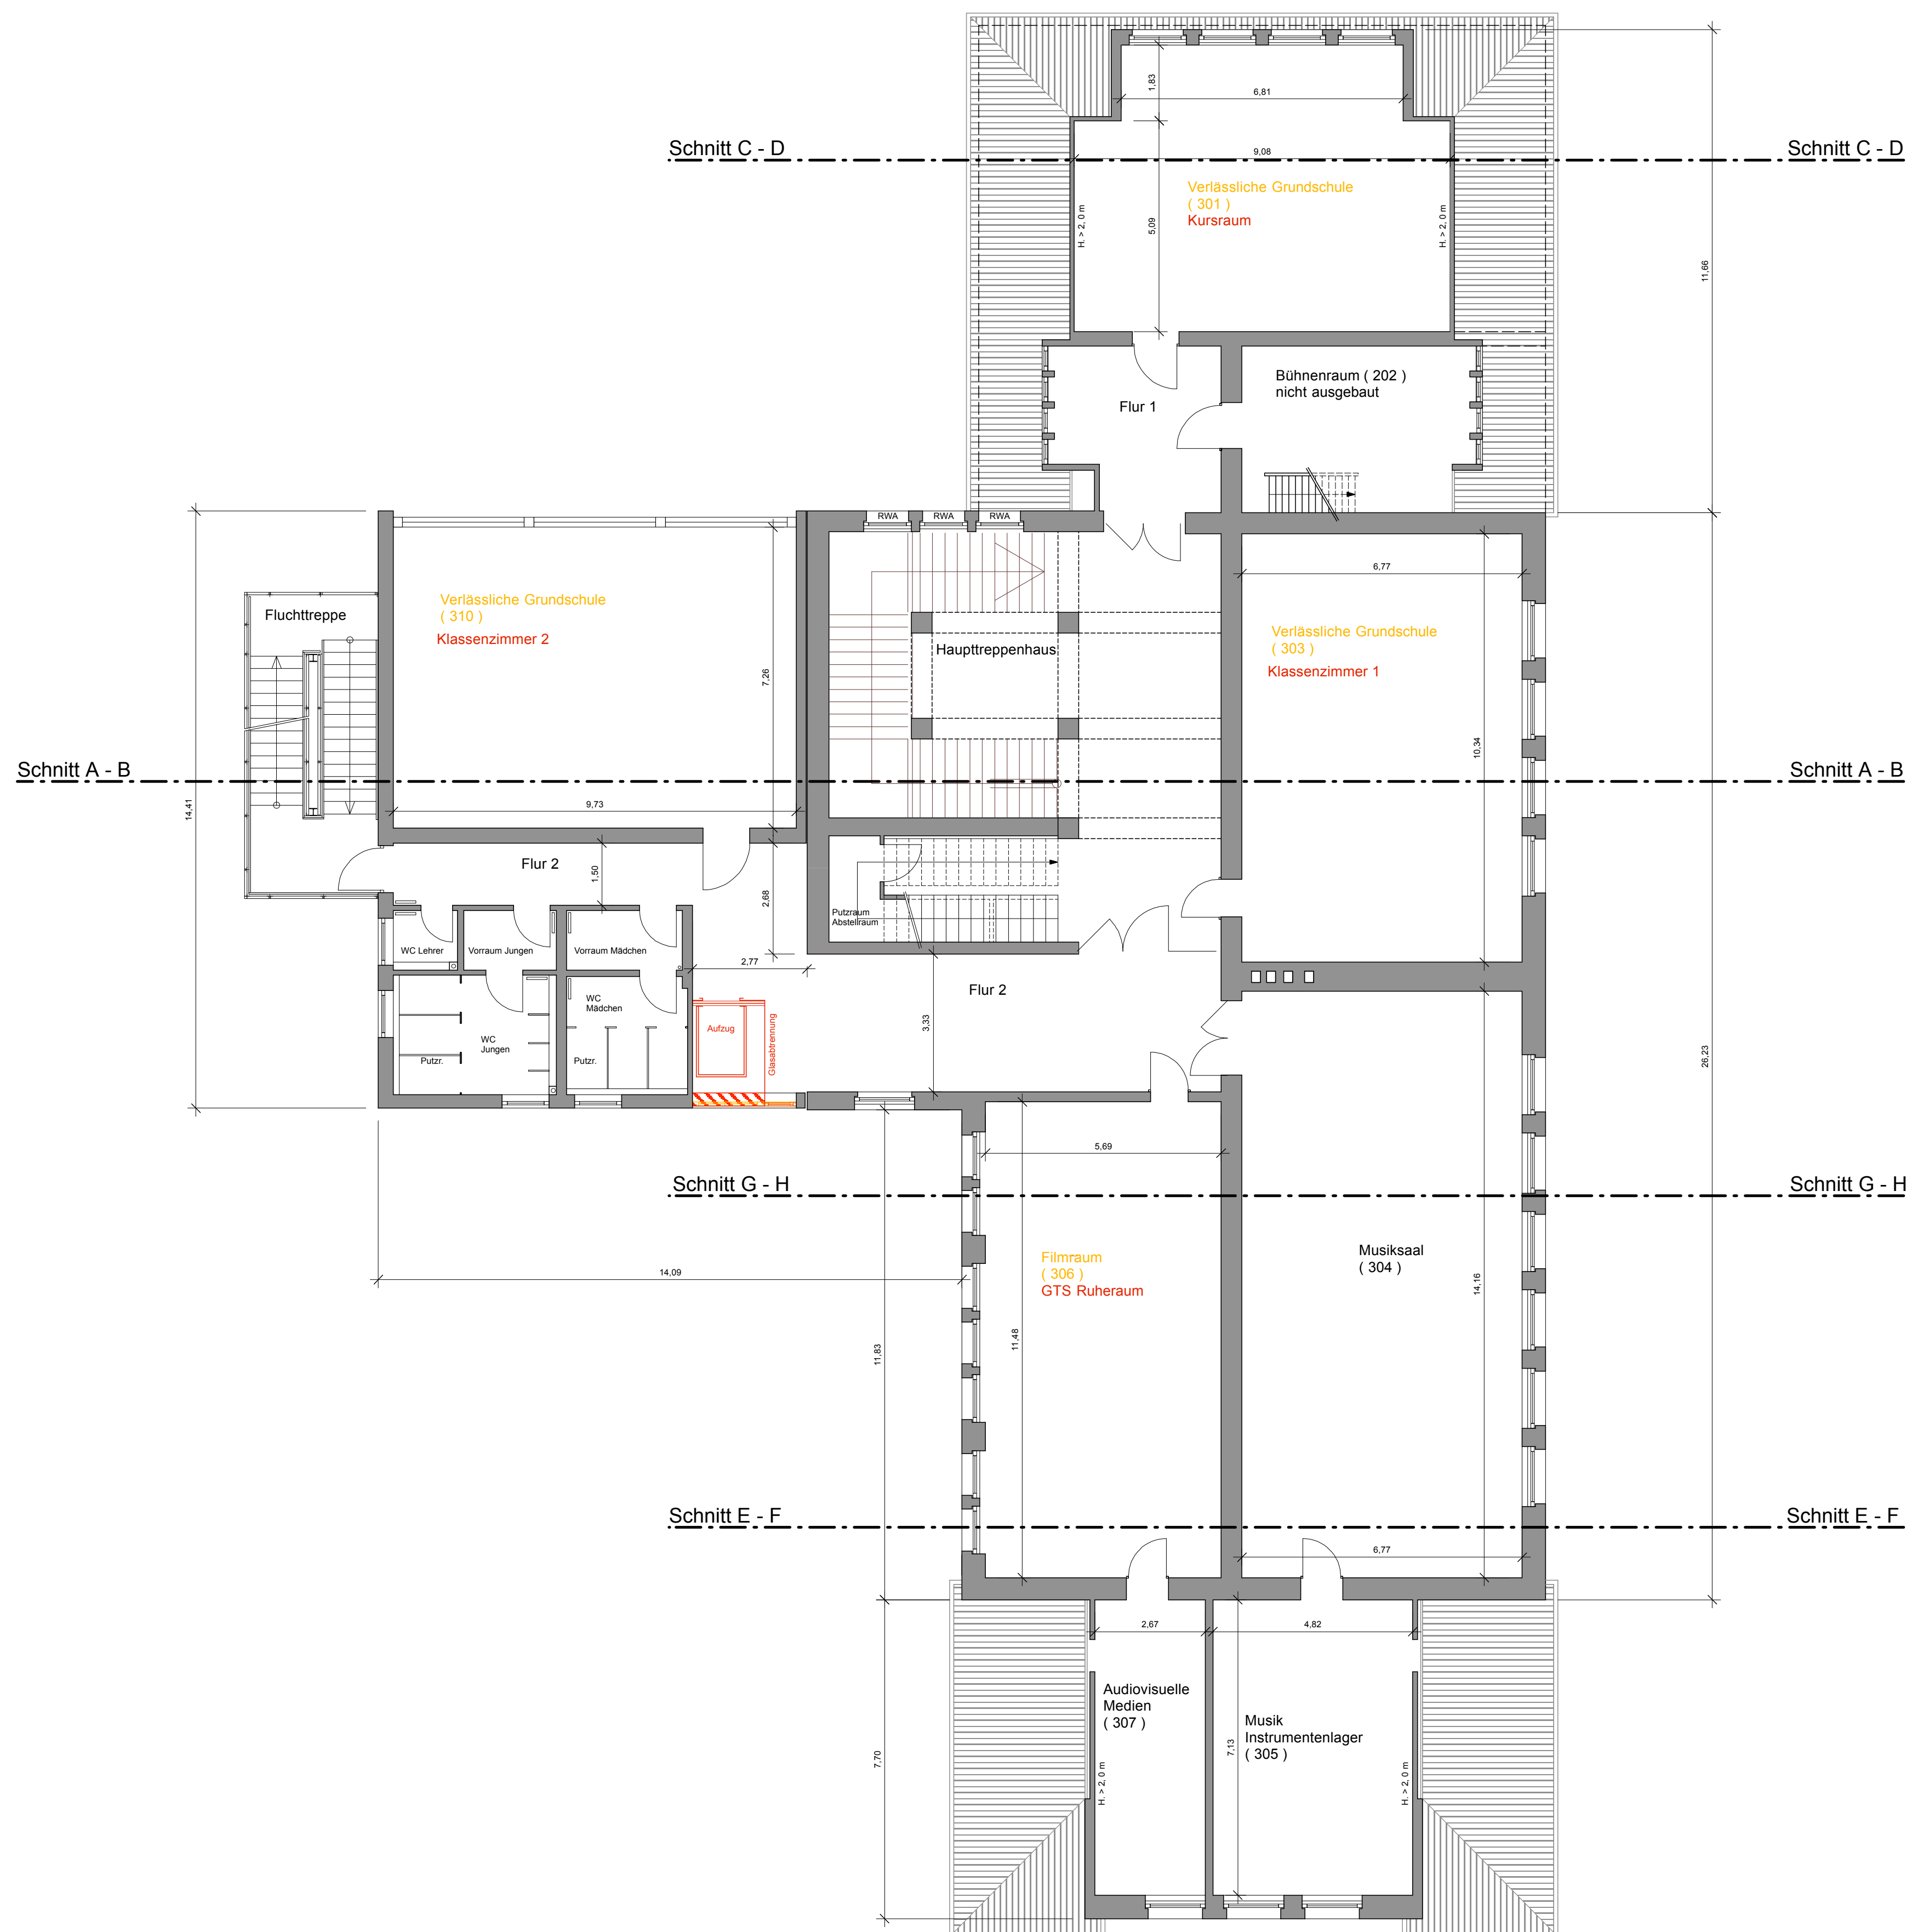 1,83
6,81
Schnitt C - D
Schnitt C - D
9,08
Verlässliche Grundschule
( 301 )
Kursraum
H. > 2, 0 m
5,09
H. > 2, 0 m
11,66
Bühnenraum ( 202 )
nicht ausgebaut
Flur 1
RWA
RWA
RWA
6,77
Verlässliche Grundschule
( 310 )
Klassenzimmer 2
Fluchttreppe
Verlässliche Grundschule
( 303 )
Klassenzimmer 1
Haupttreppenhaus
7,26
10,34
Schnitt A - B
Schnitt A - B
14,41
9,73
Flur 2
1,50
2,68
Putzraum
Abstellraum
WC Lehrer
Vorraum Jungen
Vorraum Mädchen
2,77
Flur 2
WC
Mädchen
3,33
Aufzug
Glasabtrennung
WC
Jungen
Putzr.
Putzr.
26,23
5,69
Schnitt G - H
Schnitt G - H
Filmraum
( 306 )
GTS Ruheraum
Musiksaal
( 304 )
14,09
14,16
11,48
11,83
Schnitt E - F
Schnitt E - F
6,77
2,67
4,82
Audiovisuelle
Medien
( 307 )
Musik
Instrumentenlager
( 305 )
7,13
7,70
H. > 2, 0 m
H. > 2, 0 m